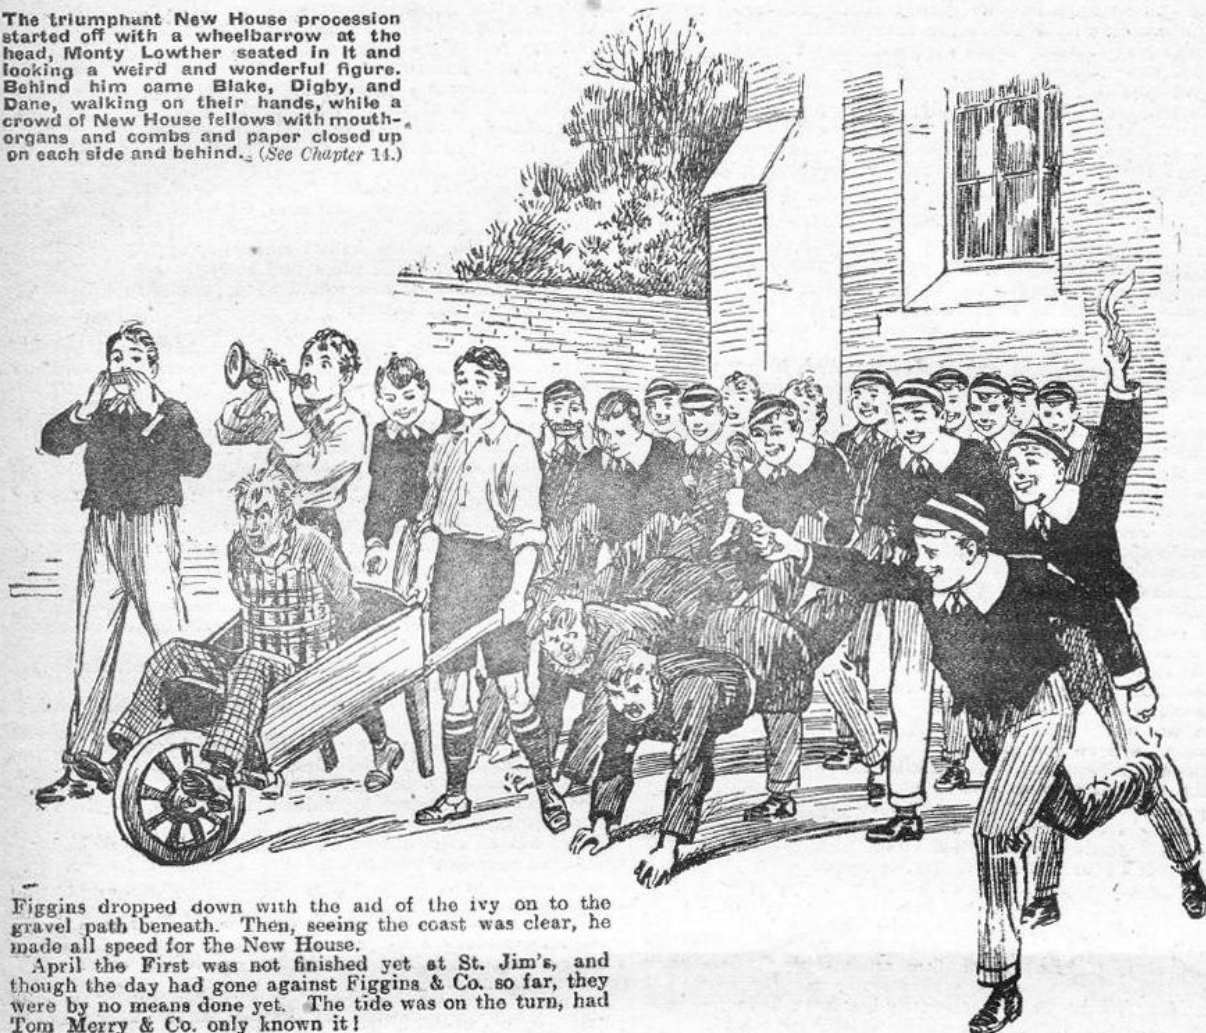 The triumphant New House procession
started off with a wheelbarrow at the
head, Monty Lowther seated in it and
looking a weird and wonderful figure.
Behind him came Blake, Digby, and
Dane, walking on their hands, while a
crowd of New House fellows with mouth-
organs and combs and paper closed up
on each side and behind. (See Chapter 14.)
Figgins dropped down with the aid of the ivy on to the
gravel path beneath. Then, seeing the coast was clear, he
made all speed for the New House.
April the First was not finished yet at St. Jim's, and
though the day had gone against Figgins & Co. so far, they
were by no means done yet. The tide was on the turn, had
Tom Merry & Co. only known it!